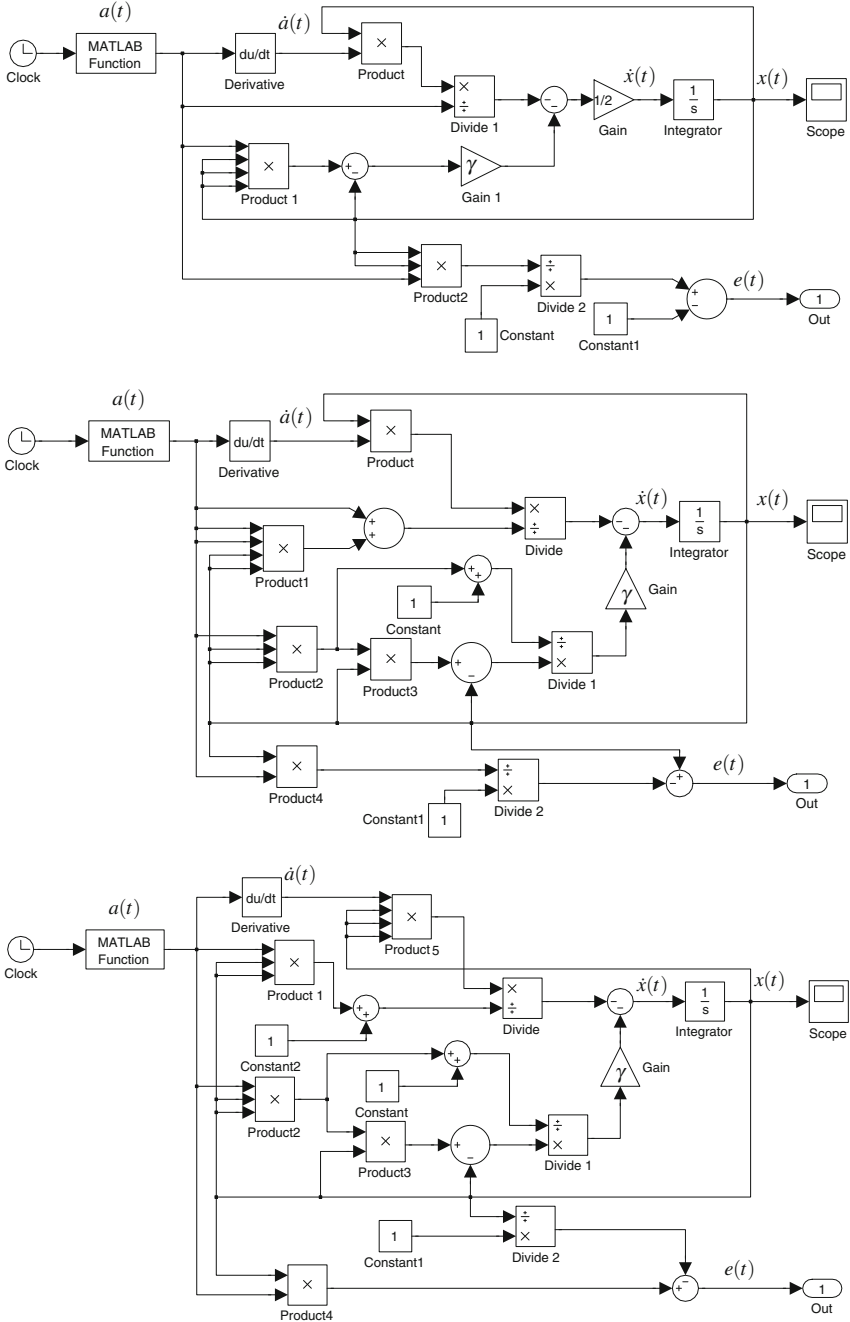 a(t)
ȧ(t)
Clock
MATLAB
Function
du/dt
Derivative
×
Product
×
÷
Divide 1
−
−
1/2
Gain
ẋ(t)
1
s
Integrator
x(t)
Scope
×
Product 1
+
−
γ
Gain 1
×
Product2
÷
×
Divide 2
1
Constant
1
Constant1
+
−
e(t)
1
Out
a(t)
ȧ(t)
Clock
MATLAB
Function
du/dt
Derivative
×
Product
×
÷
Divide
−
−
ẋ(t)
1
s
Integrator
x(t)
Scope
+
+
×
Product1
1
Constant
+
+
γ
Gain
×
Product2
×
Product3
+
−
÷
×
Divide 1
×
Product4
÷
×
Divide 2
1
Constant1
−
+
e(t)
1
Out
a(t)
ȧ(t)
Clock
MATLAB
Function
du/dt
Derivative
×
Product5
×
Product 1
×
÷
Divide
−
−
ẋ(t)
1
s
Integrator
x(t)
Scope
+
+
1
Constant2
1
Constant
+
+
γ
Gain
×
Product2
×
Product3
+
−
÷
×
Divide 1
1
Constant1
÷
×
Divide 2
×
Product4
+
−
e(t)
1
Out